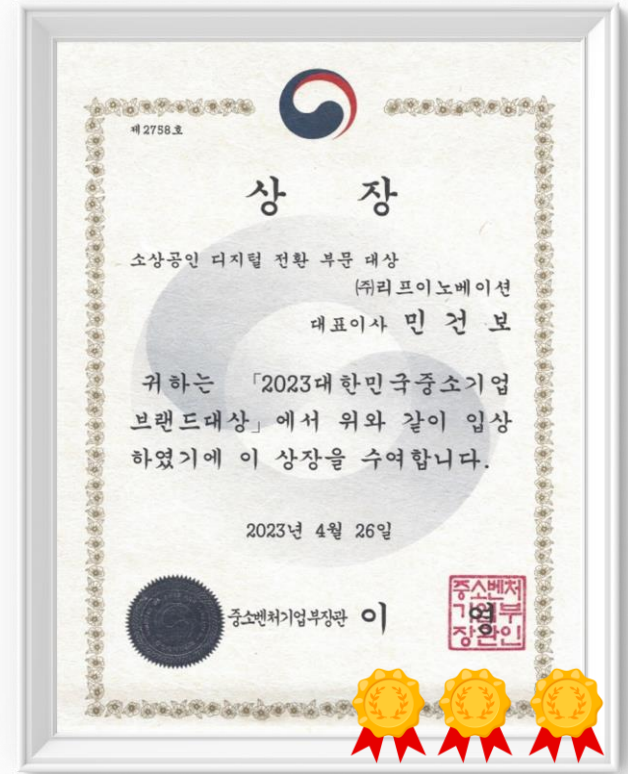 제 2758 호
상 장
소상공인 디지털 전환 부문 대상
㈜리프이노베이션
대표이사 민 건 보
귀하는 「2023대한민국중소기업
브랜드대상」에서 위와 같이 입상
하였기에 이 상장을 수여합니다.
2023년 4월 26일
중소벤처기업부장관 이 영
중소벤처
기업부
장관인